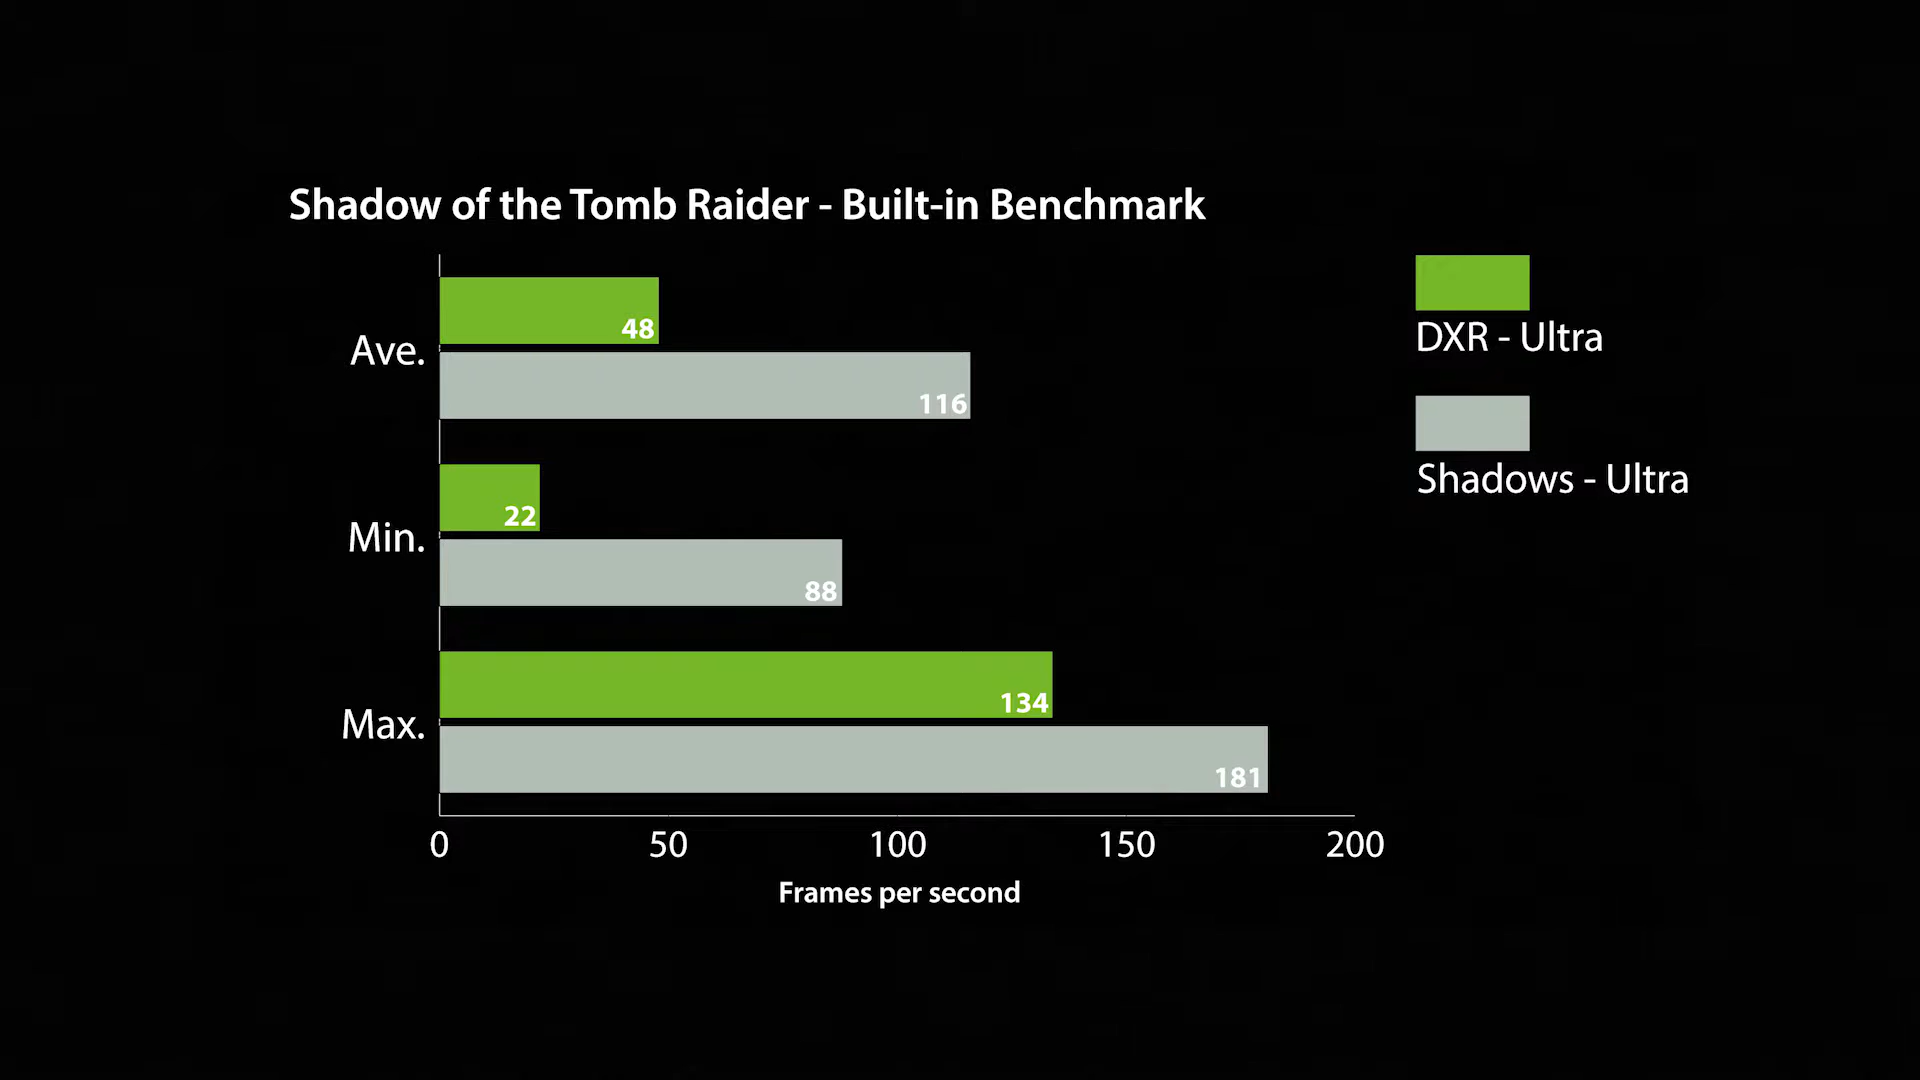 Shadow of the Tomb Raider - Built-in Benchmark
DXR - Ultra
Shadows - Ultra
Ave.
48
116
Min.
22
88
Max.
134
181
0 50 100 150 200
Frames per second